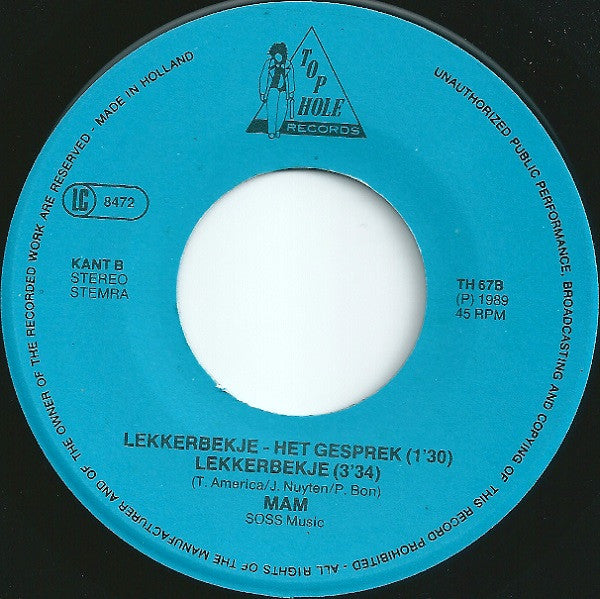 TOP
HOLE
RECORDS
LC 8472
KANT B
STEREO
STEMRA
TH 67B
(P) 1989
45 RPM
LEKKERBEKJE - HET GESPREK (1'30)
LEKKERBEKJE (3'34)
(T. America/J. Nuyten/P. Bon)
MAM
SOSS Music
- ALL RIGHTS OF THE MANUFACTURER AND OF THE OWNER OF THE RECORDED WORK ARE RESERVED - MADE IN HOLLAND
UNAUTHORIZED PUBLIC PERFORMANCE, BROADCASTING AND COPYING OF THIS RECORD PROHIBITED